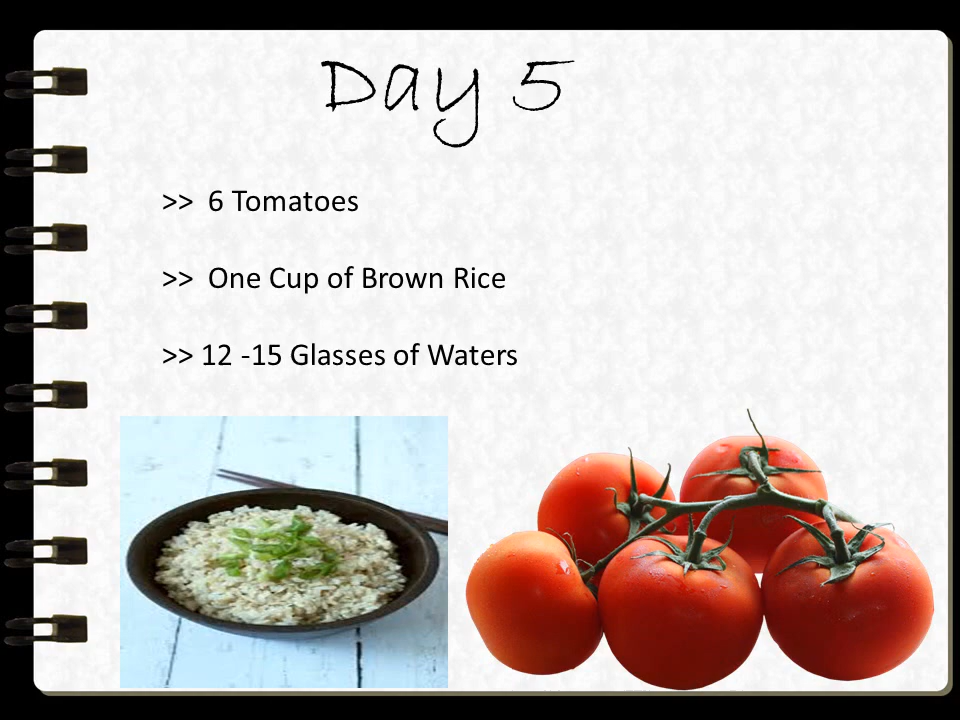 Day 5
>> 6 Tomatoes
>> One Cup of Brown Rice
>> 12 -15 Glasses of Waters